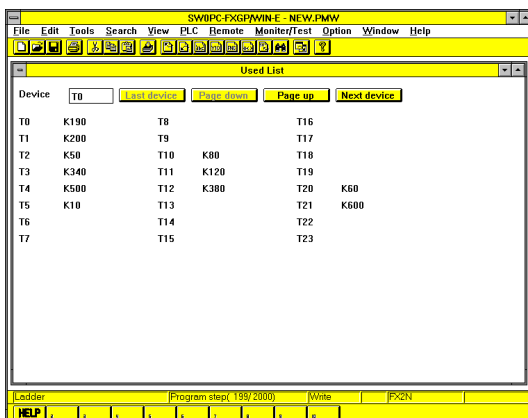 SW0PC-FXGP/WIN-E - NEW.PMW
File Edit Tools Search View PLC Remote Moniter/Test Option Window Help
Used List
Device T0 Last device Page down Page up Next device
T0 K190 T8 T16
T1 K200 T9 T17
T2 K50 T10 K80 T18
T3 K340 T11 K120 T19
T4 K500 T12 K380 T20 K60
T5 K10 T13 T21 K600
T6 T14 T22
T7 T15 T23
Ladder Program step( 199/ 2000) Write FX2N
HELP